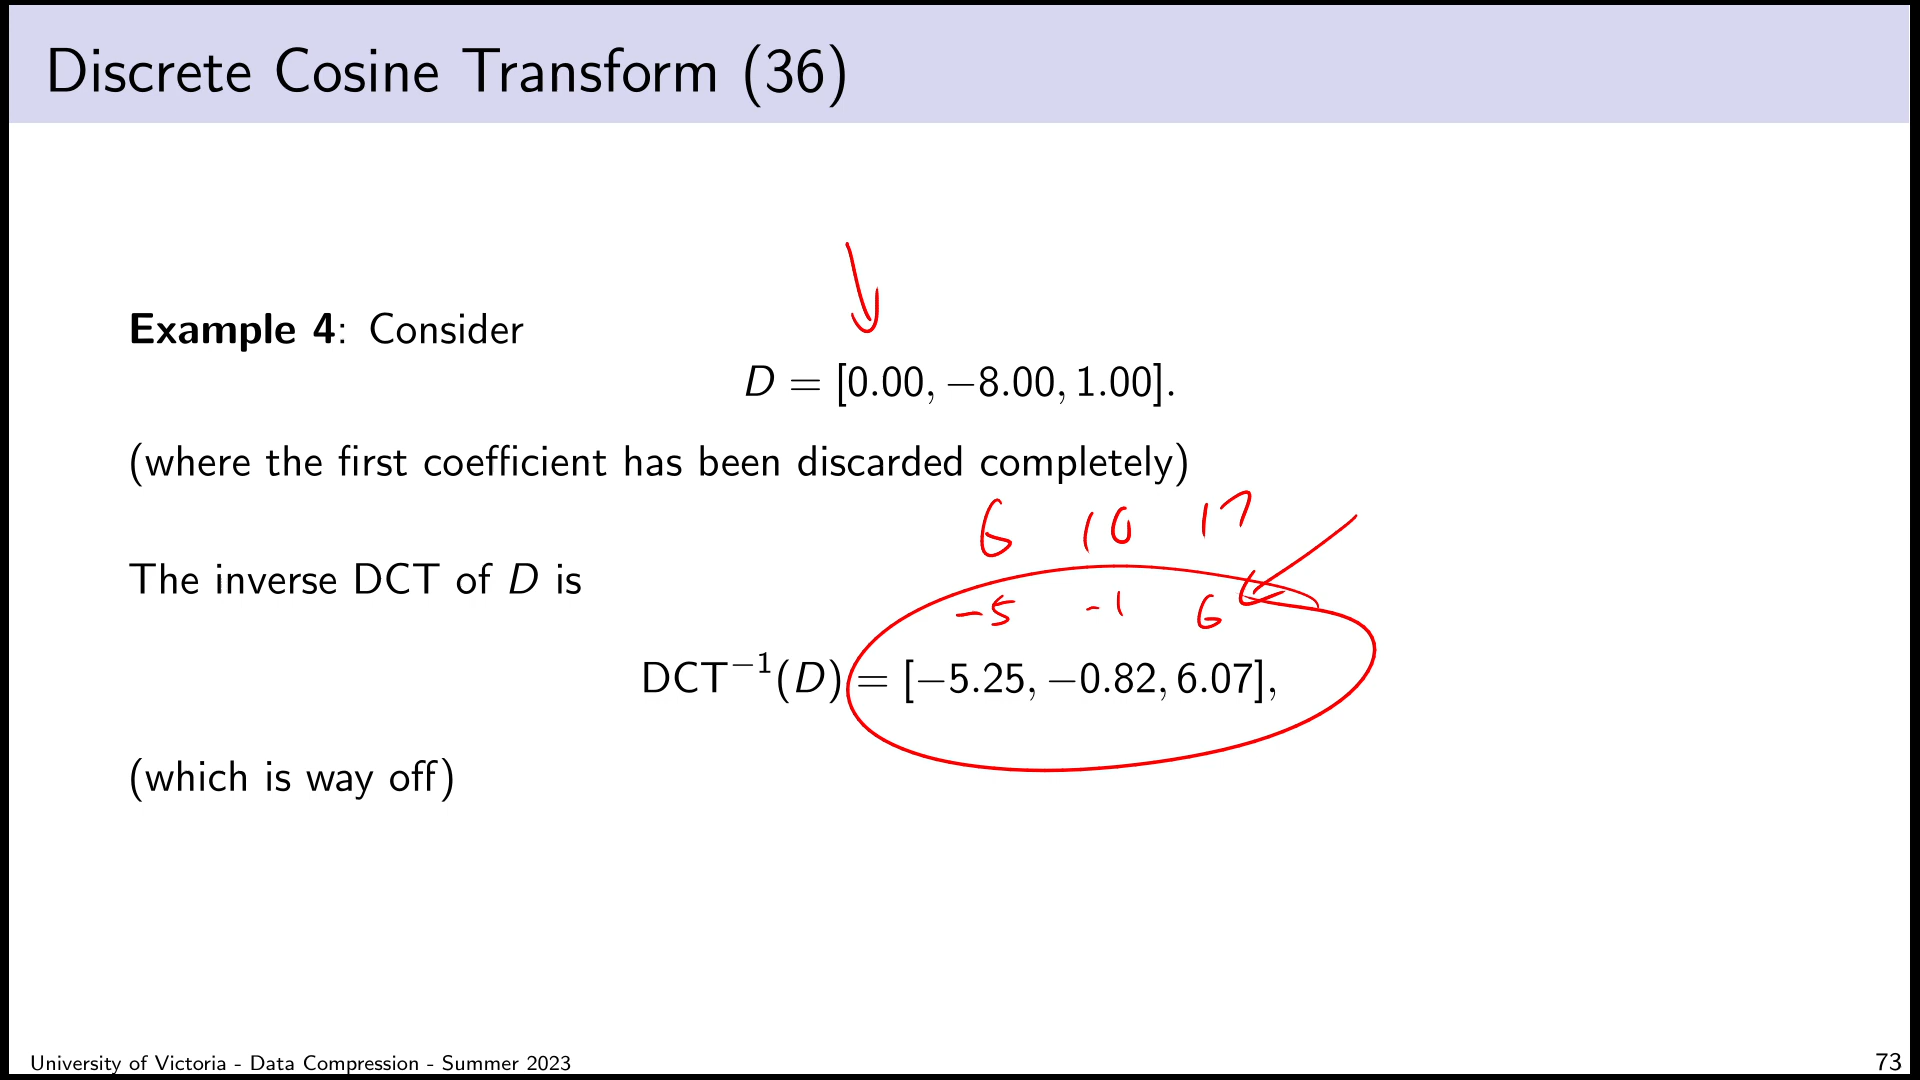 Discrete Cosine Transform (36)
Example 4: Consider
D = [0.00, −8.00, 1.00].
(where the first coefficient has been discarded completely)
6 10 17
The inverse DCT of D is
-5 -1 6
DCT⁻¹(D) = [−5.25, −0.82, 6.07],
(which is way off)
University of Victoria - Data Compression - Summer 2023
73